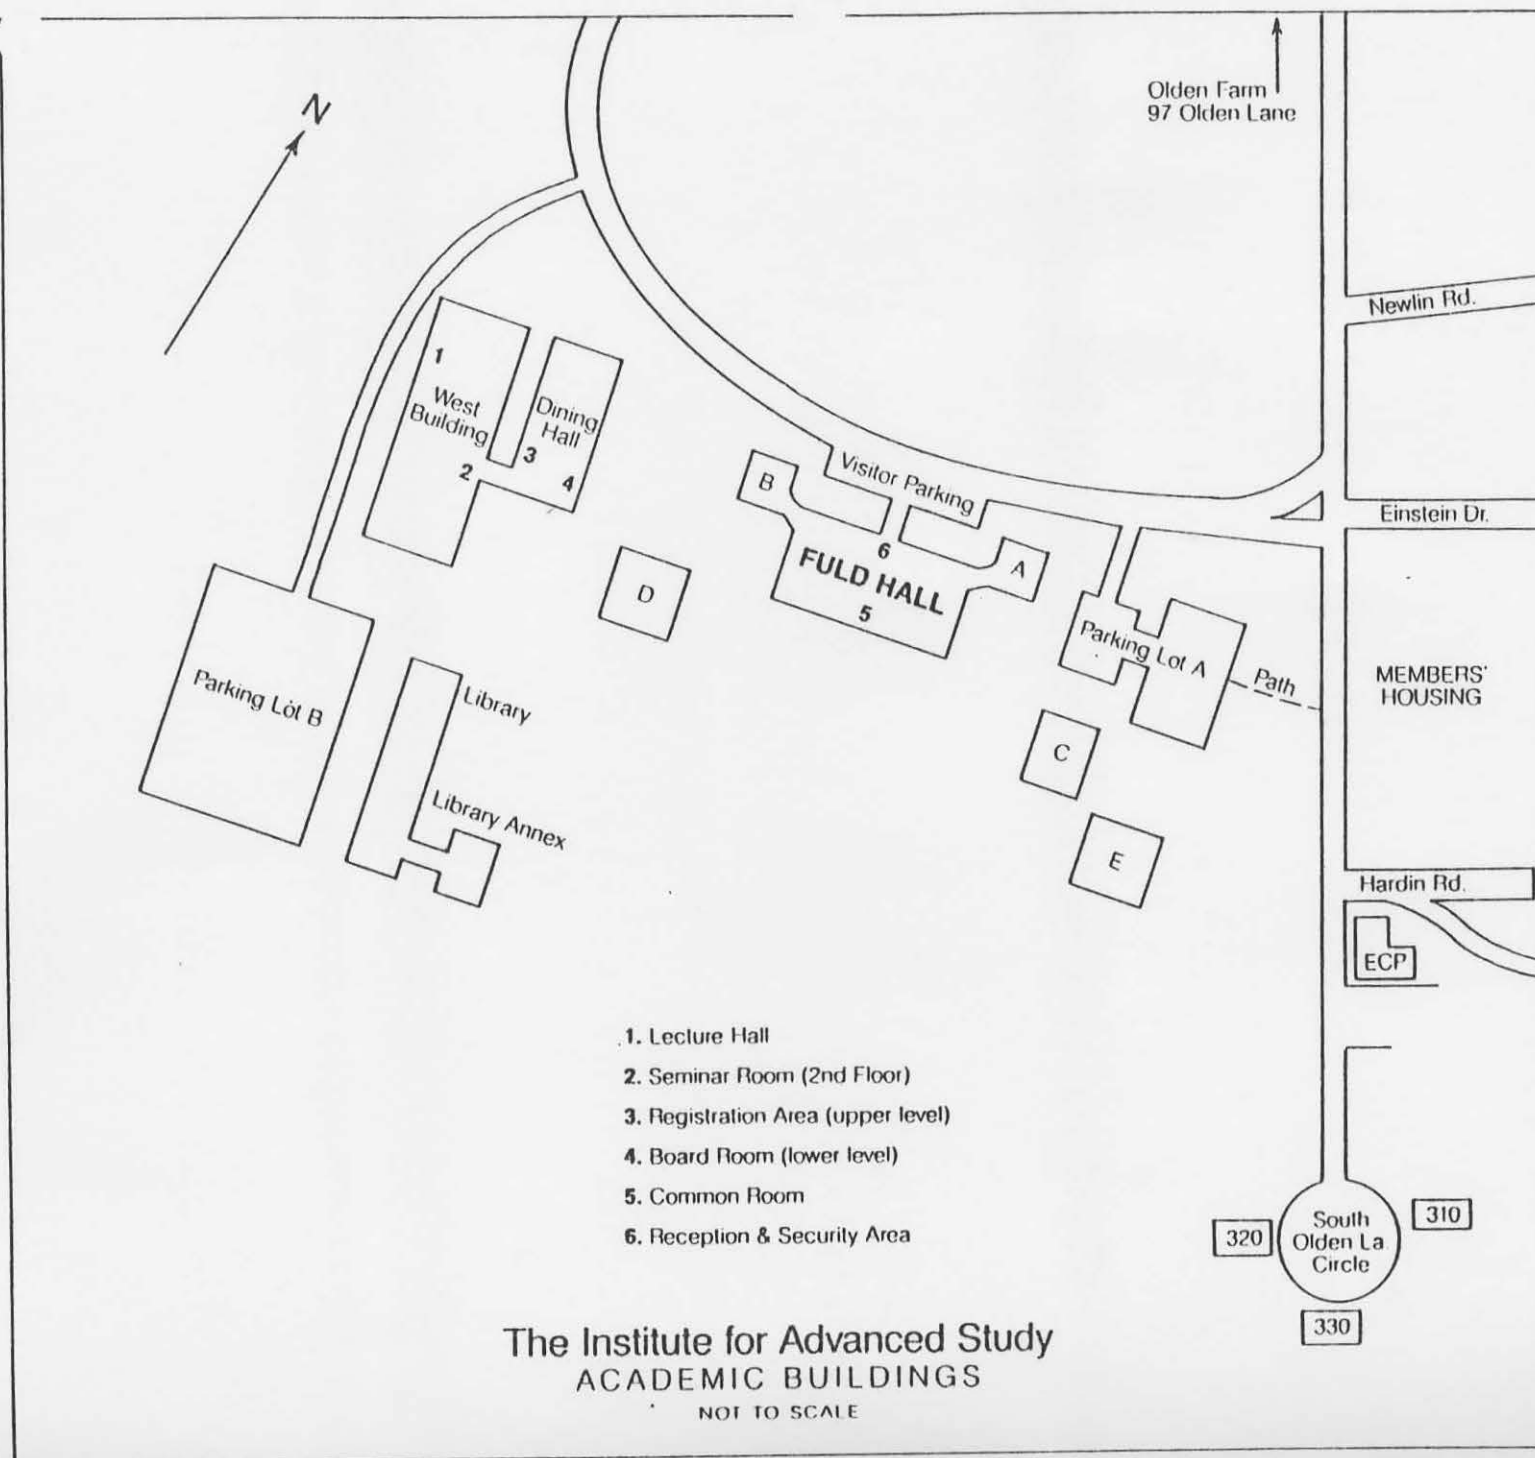 N
Olden Farm
97 Olden Lane
Newlin Rd.
1
West
Building
2
Dining
Hall
3
4
B
Visitor Parking
6
FULD HALL
5
A
Einstein Dr.
D
Parking Lot A
Path
MEMBERS'
HOUSING
Parking Lot B
Library
Library Annex
C
E
Hardin Rd.
ECP
1. Lecture Hall
2. Seminar Room (2nd Floor)
3. Registration Area (upper level)
4. Board Room (lower level)
5. Common Room
6. Reception & Security Area
320
South
Olden La
Circle
310
330
The Institute for Advanced Study
ACADEMIC BUILDINGS
NOT TO SCALE